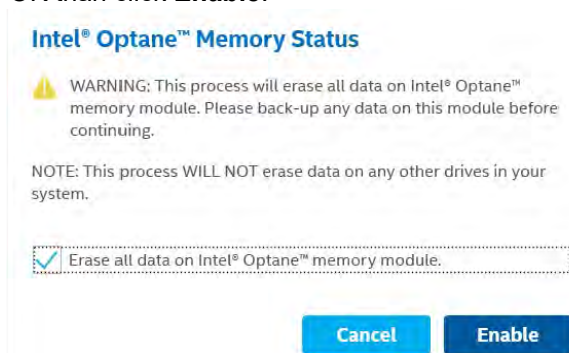 Intel® Optane™ Memory Status
WARNING: This process will erase all data on Intel® Optane™
memory module. Please back-up any data on this module before
continuing.
NOTE: This process WILL NOT erase data on any other drives in your
system.
Erase all data on Intel® Optane™ memory module.
Cancel Enable